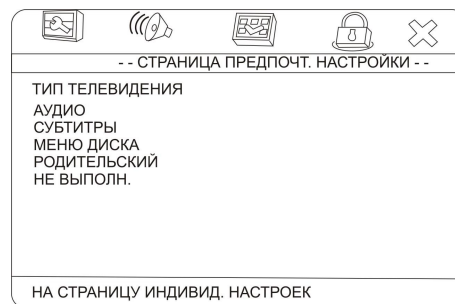 - - СТРАНИЦА ПРЕДПОЧТ. НАСТРОЙКИ - -
ТИП ТЕЛЕВИДЕНИЯ
АУДИО
СУБТИТРЫ
МЕНЮ ДИСКА
РОДИТЕЛЬСКИЙ
НЕ ВЫПОЛН.
НА СТРАНИЦУ ИНДИВИД. НАСТРОЕК